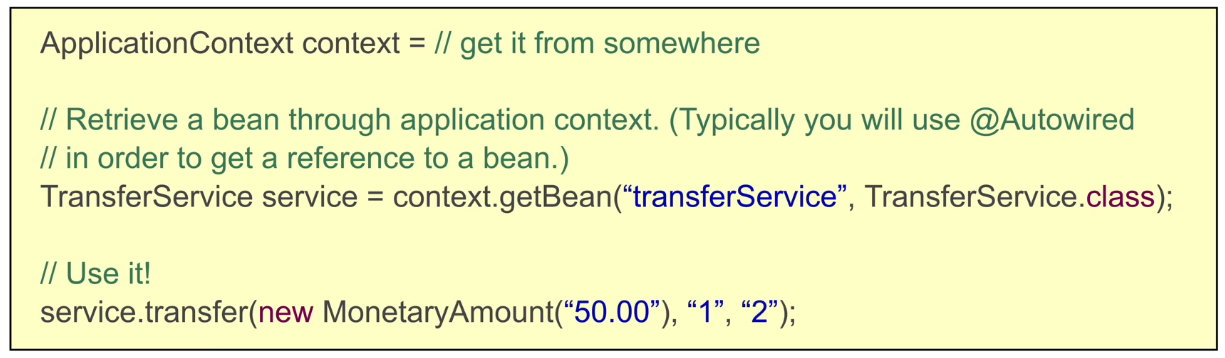 ApplicationContext context = // get it from somewhere
// Retrieve a bean through application context. (Typically you will use @Autowired
// in order to get a reference to a bean.)
TransferService service = context.getBean(“transferService”, TransferService.class);
// Use it!
service.transfer(new MonetaryAmount(“50.00”), “1”, “2”);